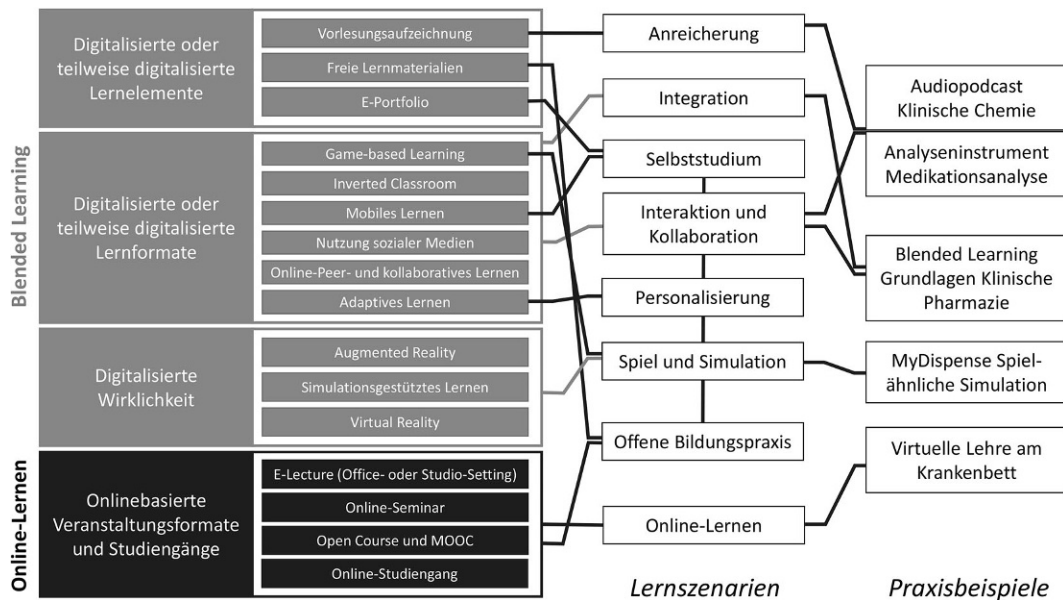 Blended Learning
Digitalisierte oder
teilweise digitalisierte
Lernelemente
Vorlesungsaufzeichnung
Freie Lernmaterialien
E-Portfolio
Digitalisierte oder
teilweise digitalisierte
Lernformate
Game-based Learning
Inverted Classroom
Mobiles Lernen
Nutzung sozialer Medien
Online-Peer- und kollaboratives Lernen
Adaptives Lernen
Digitalisierte
Wirklichkeit
Augmented Reality
Simulationsgestütztes Lernen
Virtual Reality
Online-Lernen
Onlinebasierte
Veranstaltungsformate
und Studiengänge
E-Lecture (Office- oder Studio-Setting)
Online-Seminar
Open Course und MOOC
Online-Studiengang
Anreicherung
Integration
Selbststudium
Interaktion und
Kollaboration
Personalisierung
Spiel und Simulation
Offene Bildungspraxis
Online-Lernen
Lernszenarien
Audiopodcast
Klinische Chemie
Analyseninstrument
Medikationsanalyse
Blended Learning
Grundlagen Klinische
Pharmazie
MyDispense Spiel-
ähnliche Simulation
Virtuelle Lehre am
Krankenbett
Praxisbeispiele